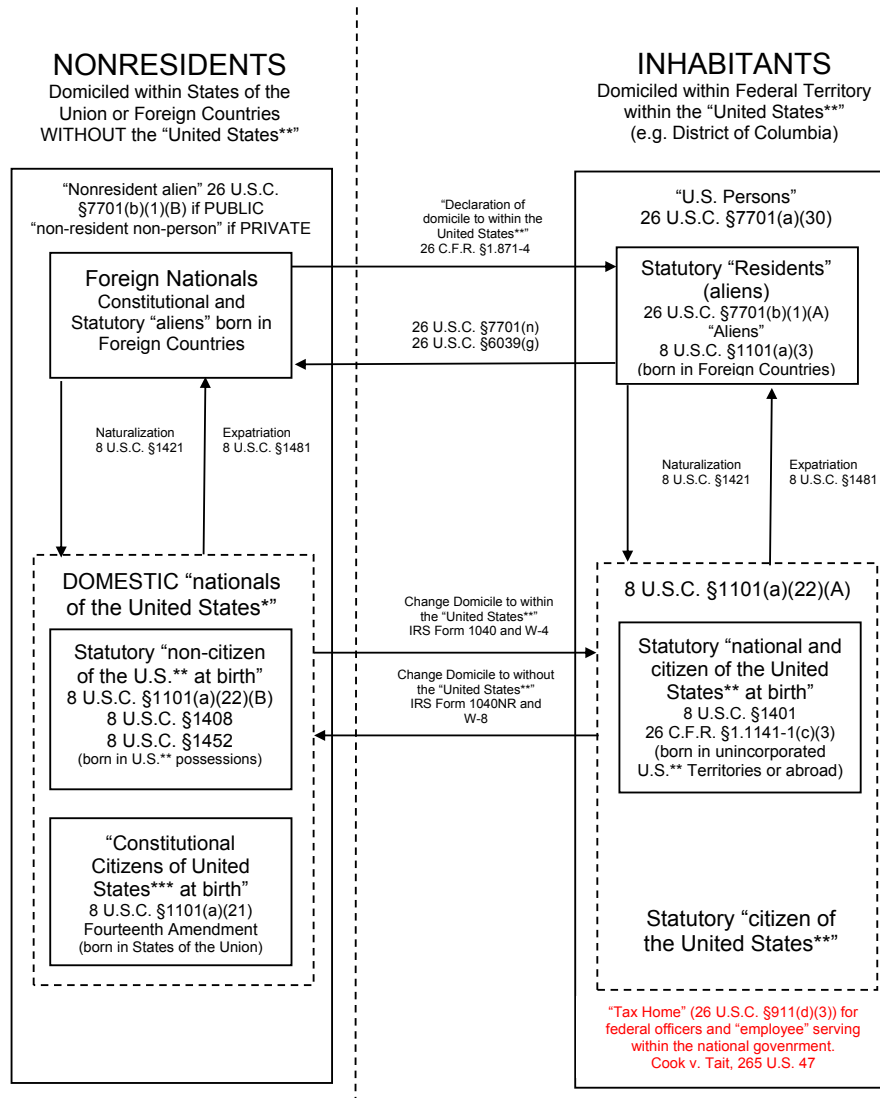 NONRESIDENTS
Domiciled within States of the
Union or Foreign Countries
WITHOUT the “United States**”
“Nonresident alien” 26 U.S.C.
§7701(b)(1)(B) if PUBLIC
“non-resident non-person” if PRIVATE
Foreign Nationals
Constitutional and
Statutory “aliens” born in
Foreign Countries
Naturalization
8 U.S.C. §1421
Expatriation
8 U.S.C. §1481
DOMESTIC “nationals
of the United States*”
Statutory “non-citizen
of the U.S.** at birth”
8 U.S.C. §1101(a)(22)(B)
8 U.S.C. §1408
8 U.S.C. §1452
(born in U.S.** possessions)
“Constitutional
Citizens of United
States*** at birth”
8 U.S.C. §1101(a)(21)
Fourteenth Amendment
(born in States of the Union)
“Declaration of
domicile to within the
United States**”
26 C.F.R. §1.871-4
26 U.S.C. §7701(n)
26 U.S.C. §6039(g)
Change Domicile to within
the “United States**”
IRS Form 1040 and W-4
Change Domicile to without
the “United States**”
IRS Form 1040NR and
W-8
INHABITANTS
Domiciled within Federal Territory
within the “United States**”
(e.g. District of Columbia)
“U.S. Persons”
26 U.S.C. §7701(a)(30)
Statutory “Residents”
(aliens)
26 U.S.C. §7701(b)(1)(A)
“Aliens”
8 U.S.C. §1101(a)(3)
(born in Foreign Countries)
Naturalization
8 U.S.C. §1421
Expatriation
8 U.S.C. §1481
8 U.S.C. §1101(a)(22)(A)
Statutory “national and
citizen of the United
States** at birth”
8 U.S.C. §1401
26 C.F.R. §1.1141-1(c)(3)
(born in unincorporated
U.S.** Territories or abroad)
Statutory “citizen of
the United States**”
“Tax Home” (26 U.S.C. §911(d)(3)) for
federal officers and “employee” serving
within the national govenrment.
Cook v. Tait, 265 U.S. 47